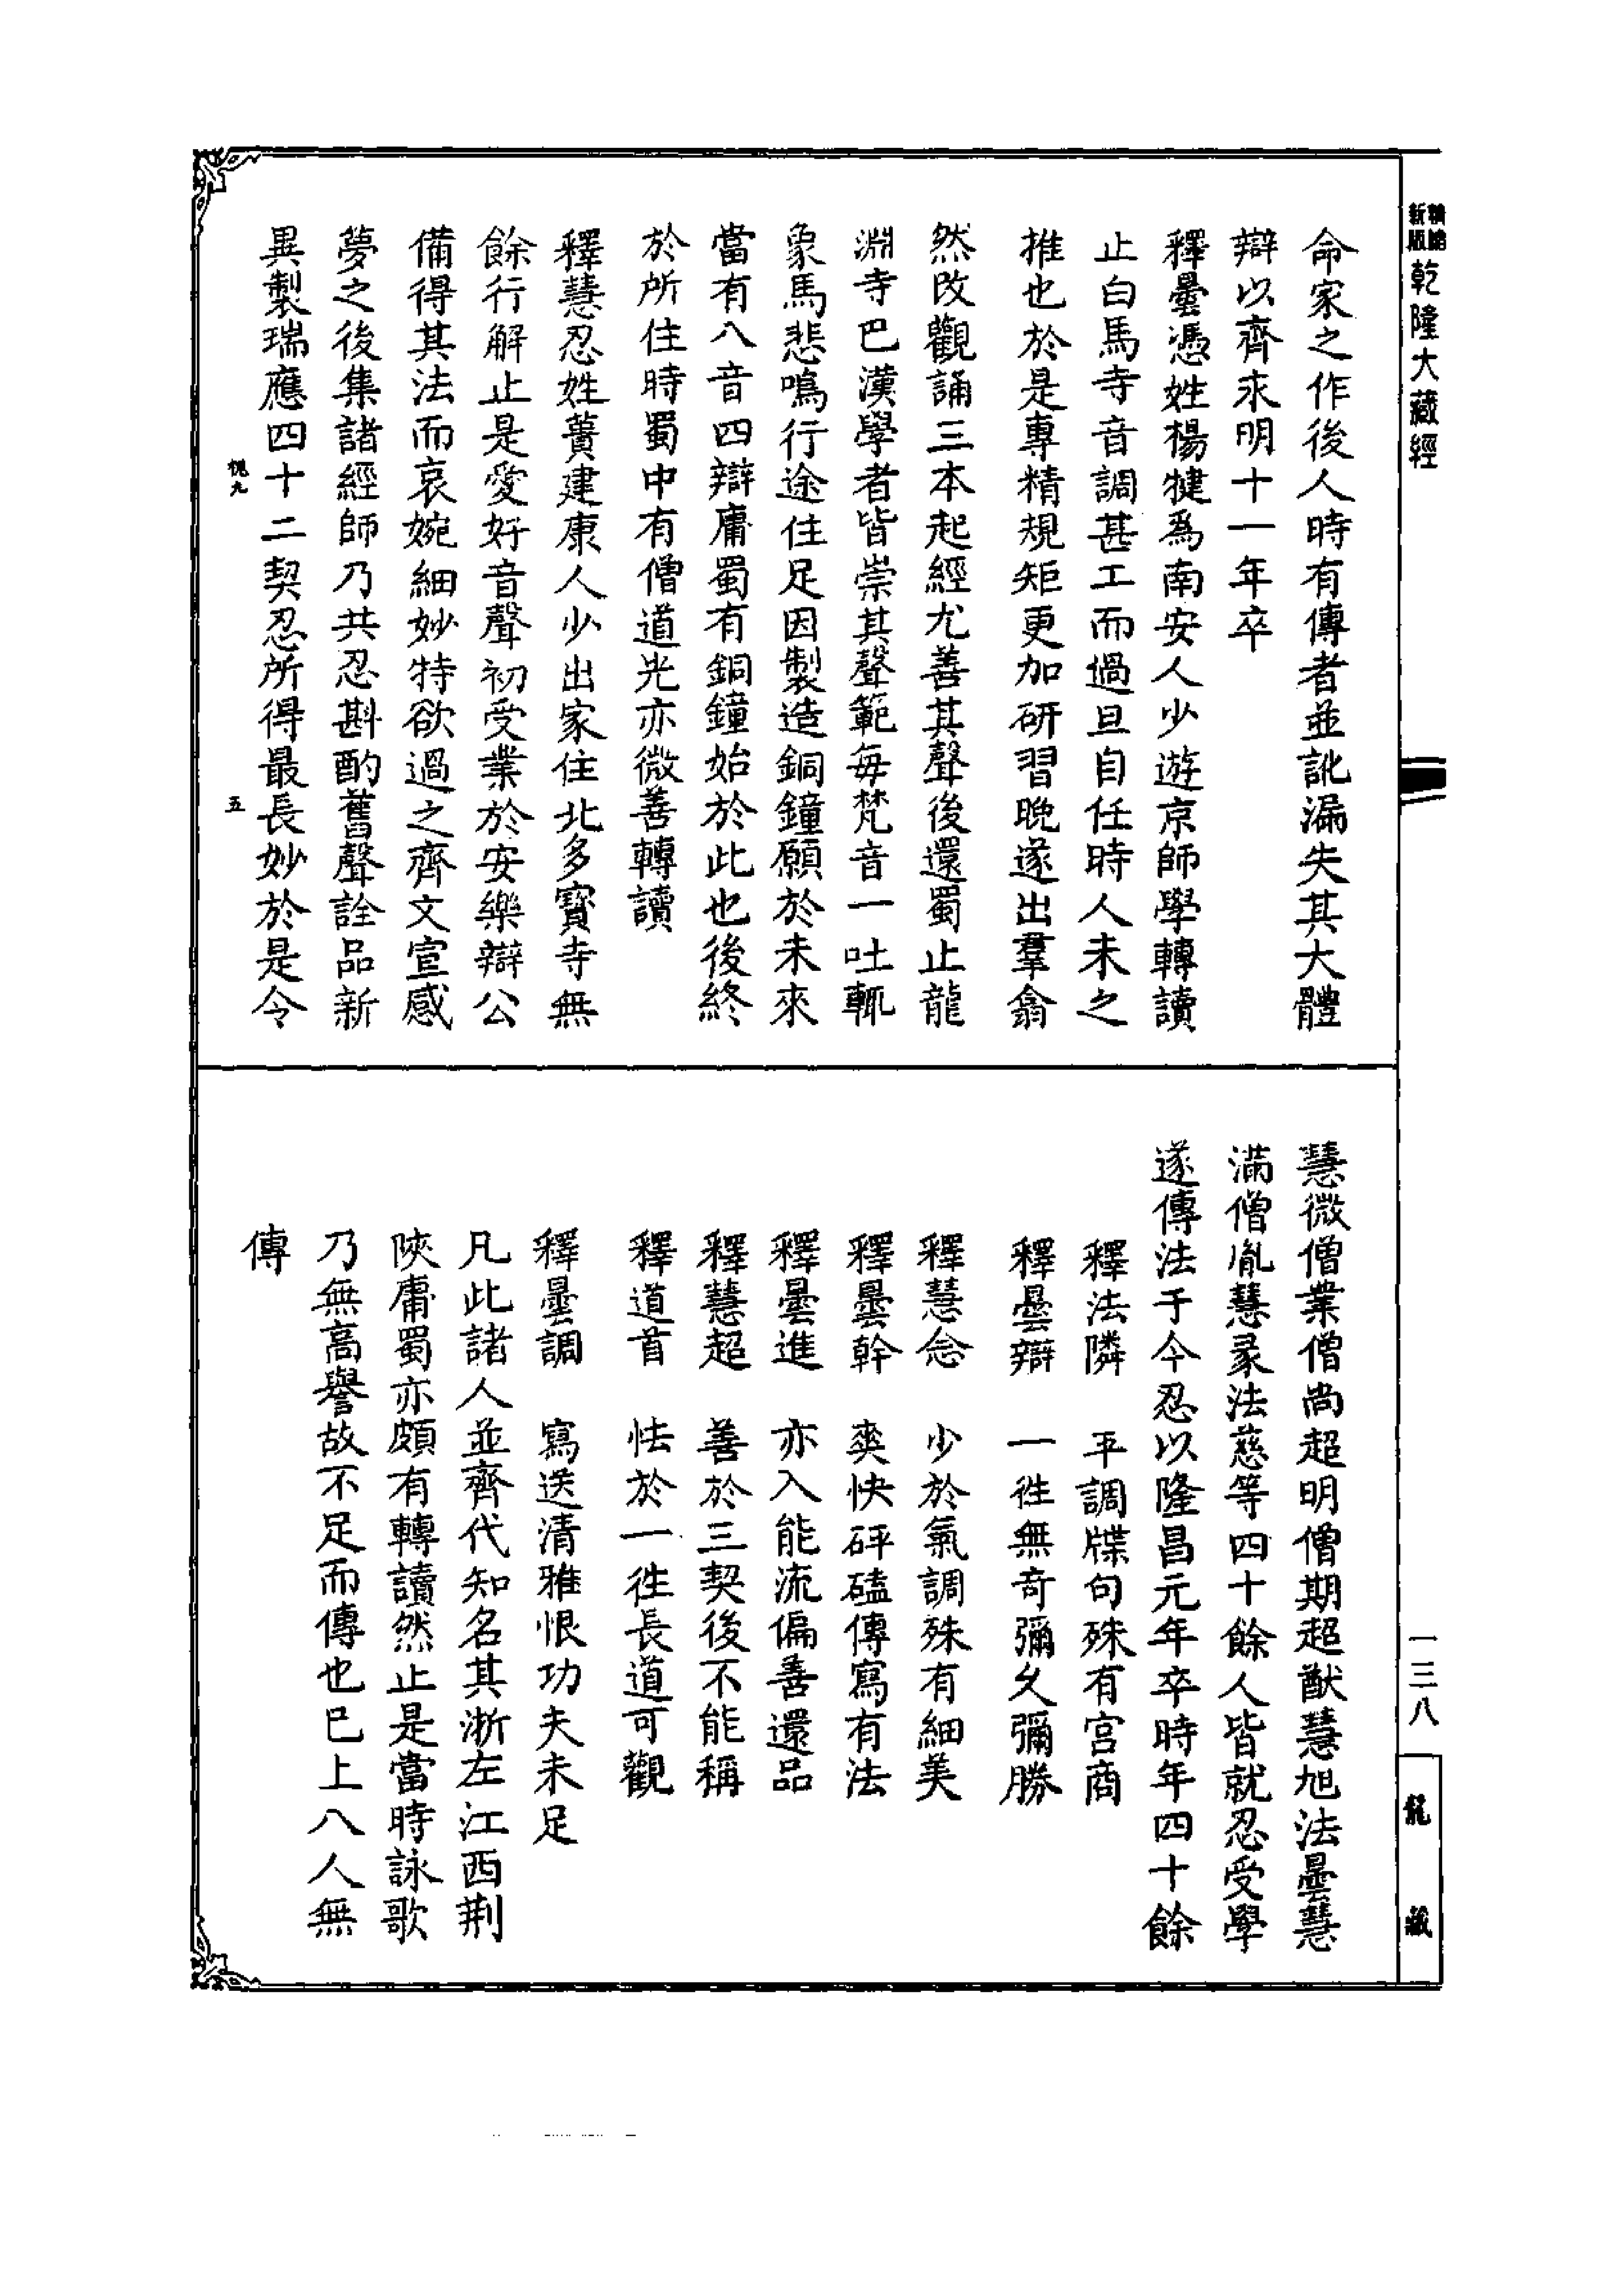 新版
乾隆大藏經
命家之作後人時有傳者並訛漏失其大體
辯以齊永明十一年卒
釋曇憑姓楊犍爲南安人少遊京師學轉讀
止白馬寺音調甚工而過旦自任時人未之
推也於是專精規矩更加研習晚遂出羣翕
然改觀誦三本起經尤善其聲後還蜀止龍
淵寺巴漢學者皆崇其聲範每梵音一吐輒
象馬悲鳴行途住足因製造銅鐘願於未來
當有八音四辯庸蜀有銅鐘始於此也後終
於所住時蜀中有僧道光亦微善轉讀
釋慧忍姓蕢建康人少出家住北多寶寺無
餘行解止是愛好音聲初受業於安樂辯公
備得其法而哀婉細妙特欲過之齊文宣感
夢之後集諸經師乃共忍斟酌舊聲詮品新
異製瑞應四十二契忍所得最長妙於是令
槐九
五
慧微僧業僧尚超明僧期超猷慧旭法曇慧
滿僧胤慧彖法慈等四十餘人皆就忍受學
遂傳法于今忍以隆昌元年卒時年四十餘
釋法隣 平調牒句殊有宮商
釋曇辯 一徃無奇彌久彌勝
釋慧念 少於氣調殊有細美
釋曇幹 爽快砰磕傳寫有法
釋曇進 亦入能流偏善還品
釋慧超 善於三契後不能稱
釋道首 怯於一徃長道可觀
釋曇調 寫送清雅恨功夫未足
凡此諸人並齊代知名其浙左江西荆
陝庸蜀亦頗有轉讀然止是當時詠歌
乃無高譽故不足而傳也已上八人無
傳
一三八
龍藏